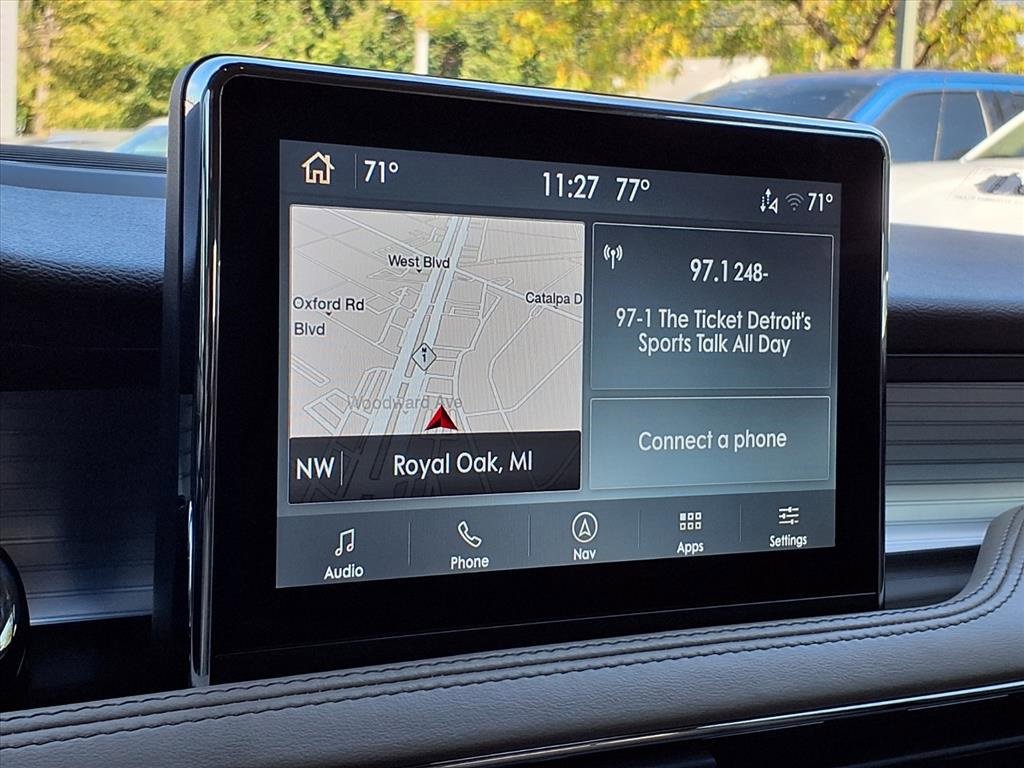 71°
11:27 77°
71°
West Blvd
Oxford Rd
Blvd
Catalpa D
M
1
Woodward Ave
NW
Royal Oak, MI
97.1 248-
97-1 The Ticket Detroit's
Sports Talk All Day
Connect a phone
Audio
Phone
Nav
Apps
Settings